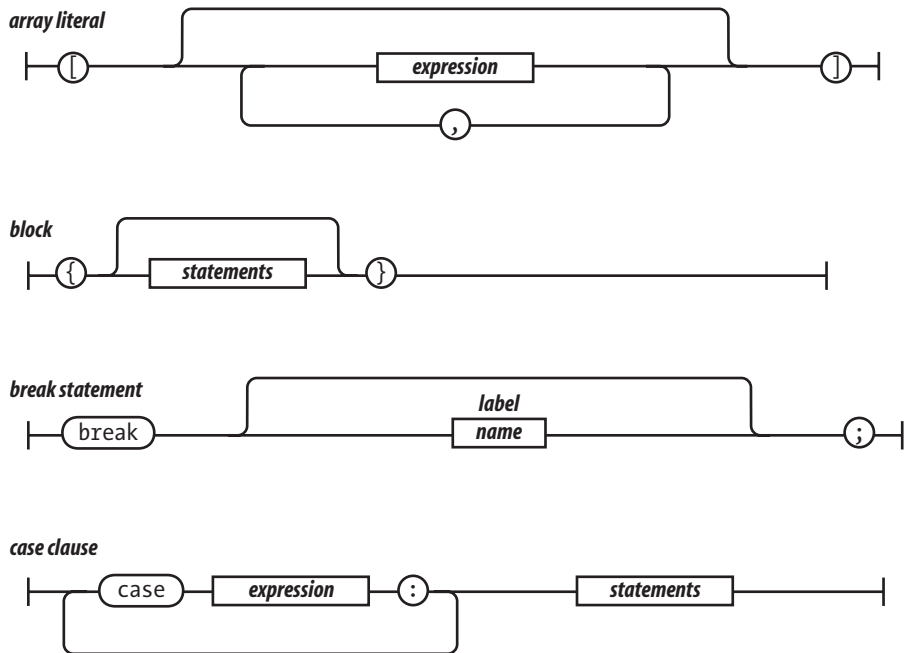 array literal
[ expression ]
,
block
{ statements }
break statement
label
break name ;
case clause
case expression : statements